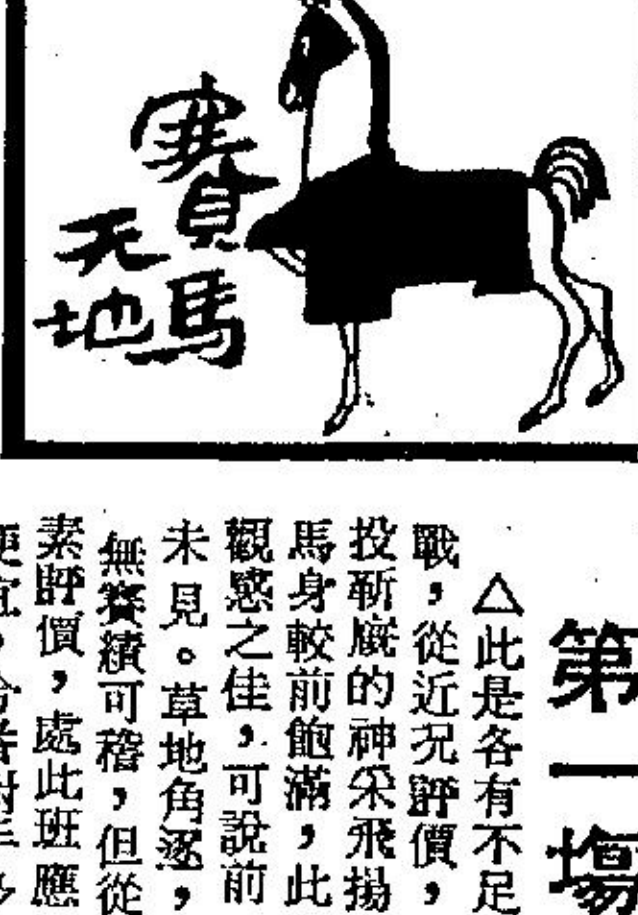 賽馬
天地
第一場
△此是各有不足
戰，從近況評價，
投新廐的神采飛揚
馬身較前飽滿，此
觀感之佳，可說前
未見。草地角逐，
無賽績可稽，但從
素評價，處此班應
便宜，